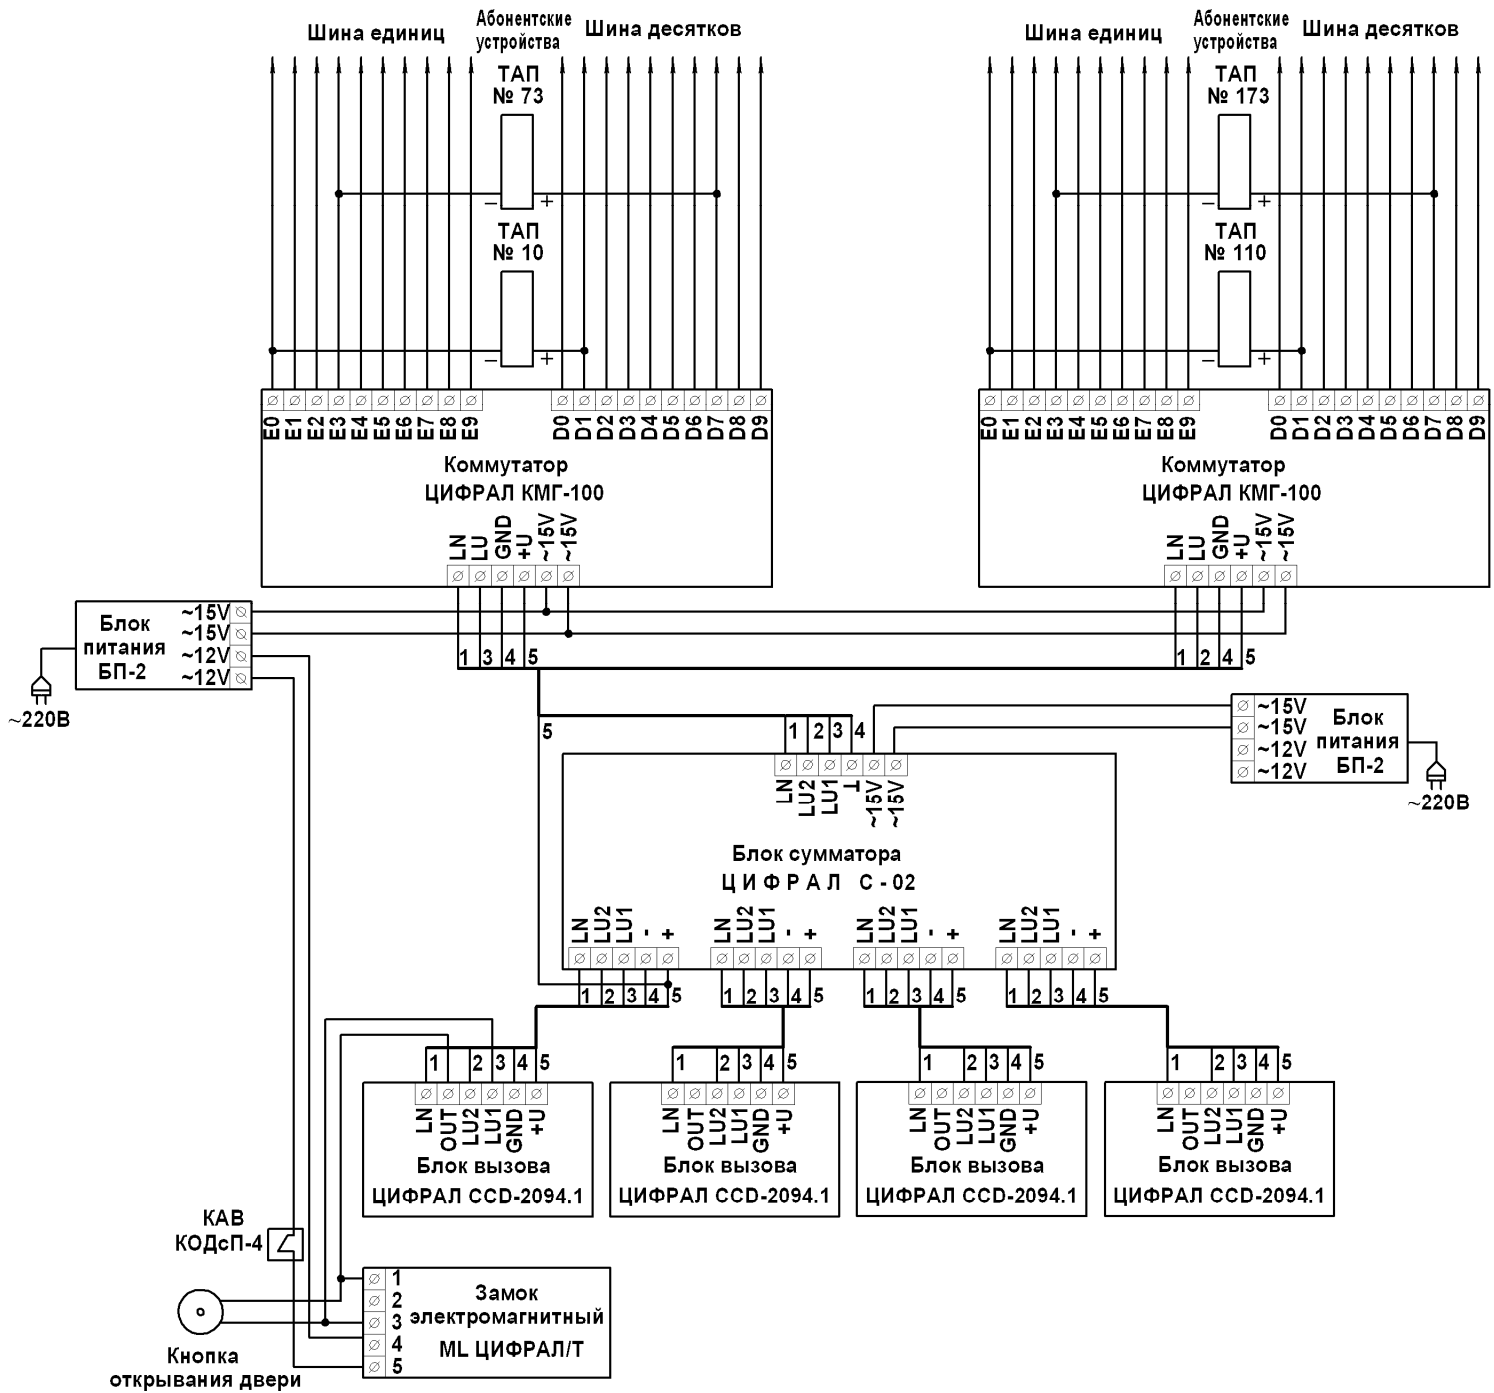 Шина единиц
Абонентские
устройства
Шина десятков
ТАП
№ 73
ТАП
№ 10
E0 E1 E2 E3 E4 E5 E6 E7 E8 E9
D0 D1 D2 D3 D4 D5 D6 D7 D8 D9
Коммутатор
ЦИФРАЛ КМГ-100
LN LU GND +U ~15V ~15V
1 3 4 5
Шина единиц
Абонентские
устройства
Шина десятков
ТАП
№ 173
ТАП
№ 110
E0 E1 E2 E3 E4 E5 E6 E7 E8 E9
D0 D1 D2 D3 D4 D5 D6 D7 D8 D9
Коммутатор
ЦИФРАЛ КМГ-100
LN LU GND +U ~15V ~15V
1 2 4 5
Блок
питания
БП-2
~15V
~15V
~12V
~12V
~220В
5
1 2 3 4
~15V
~15V
~12V
~12V
Блок
питания
БП-2
~220В
LN LU2 LU1 ⊥ ~15V ~15V
Блок сумматора
ЦИФРАЛ С - 02
LN LU2 LU1 - +
LN LU2 LU1 - +
LN LU2 LU1 - +
LN LU2 LU1 - +
1 2 3 4 5
1 2 3 4 5
1 2 3 4 5
1 2 3 4 5
1 2 3 4 5
1 2 3 4 5
1 2 3 4 5
1 2 3 4 5
LN OUT LU2 LU1 GND +U
Блок вызова
ЦИФРАЛ CCD-2094.1
LN OUT LU2 LU1 GND +U
Блок вызова
ЦИФРАЛ CCD-2094.1
LN OUT LU2 LU1 GND +U
Блок вызова
ЦИФРАЛ CCD-2094.1
LN OUT LU2 LU1 GND +U
Блок вызова
ЦИФРАЛ CCD-2094.1
КАВ
КОДсП-4
Кнопка
открывания двери
1
2
3
4
5
Замок
электромагнитный
ML ЦИФРАЛ/Т